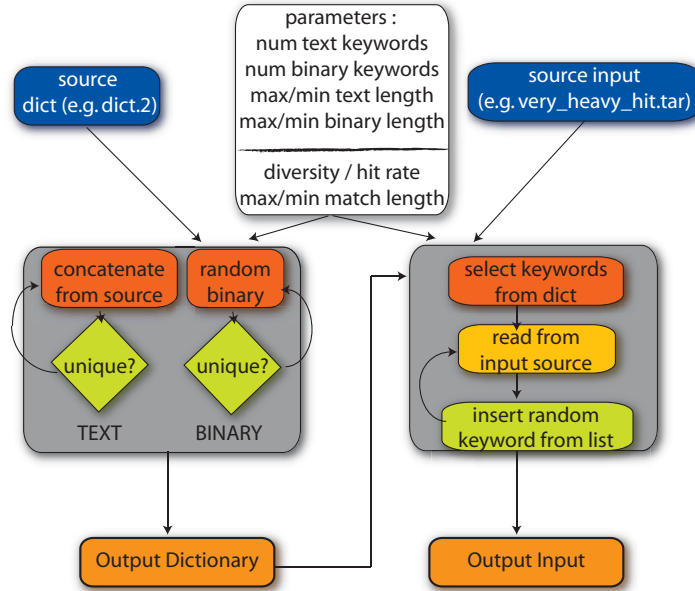 parameters :
num text keywords
num binary keywords
max/min text length
max/min binary length
diversity / hit rate
max/min match length
source
dict (e.g. dict.2)
source input
(e.g. very_heavy_hit.tar)
concatenate
from source
random
binary
unique?
unique?
TEXT
BINARY
select keywords
from dict
read from
input source
insert random
keyword from list
Output Dictionary
Output Input